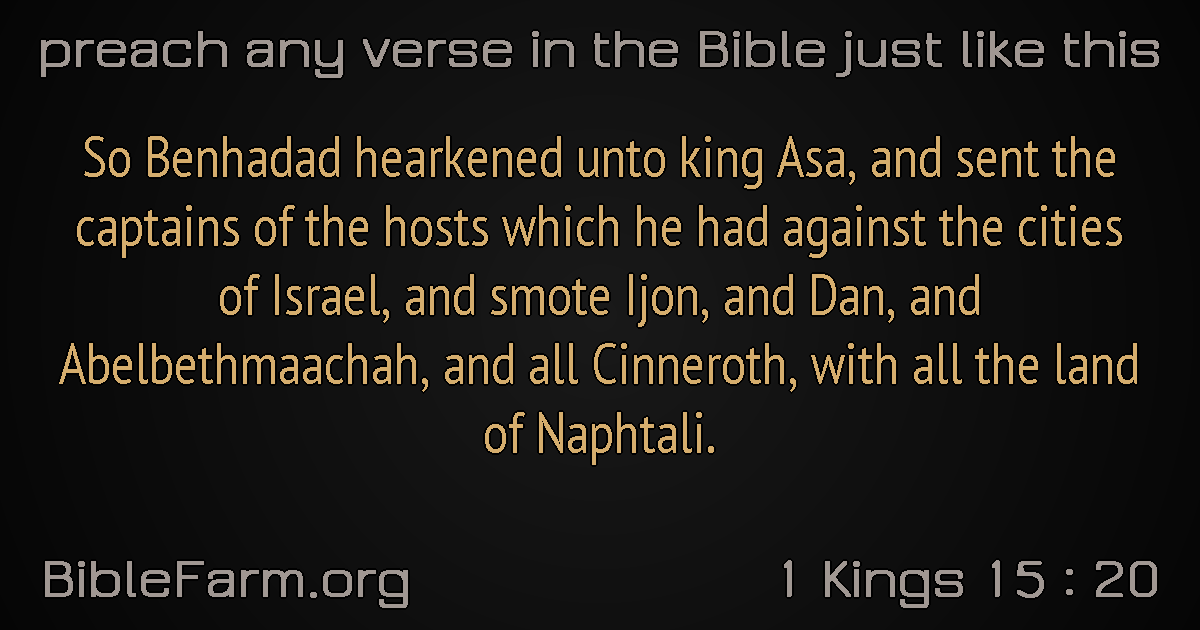 preach any verse in the Bible just like this
So Benhadad hearkened unto king Asa, and sent the
captains of the hosts which he had against the cities
of Israel, and smote Ijon, and Dan, and
Abelbethmaachah, and all Cinneroth, with all the land
of Naphtali.
BibleFarm.org
1 Kings 15 : 20